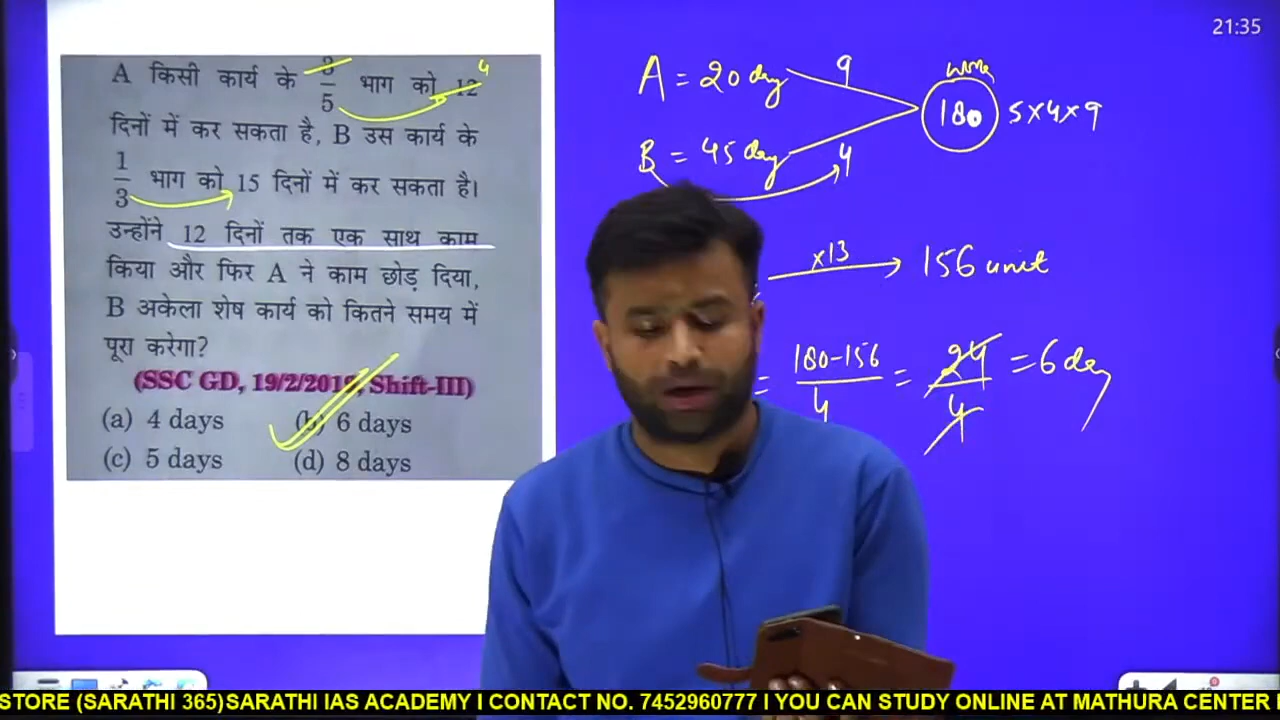 21:35
A किसी कार्य के 3/5 भाग को 12 4
दिनों में कर सकता है, B उस कार्य के
1/3 भाग को 15 दिनों में कर सकता है।
उन्होंने 12 दिनों तक एक साथ काम
किया और फिर A ने काम छोड़ दिया,
B अकेला शेष कार्य को कितने समय में
पूरा करेगा?
(SSC GD, 19/2/2019, Shift-III)
(a) 4 days (b) 6 days
(c) 5 days (d) 8 days
A = 20 day 9
work
180 5x4x9
B = 45 day 4
x13 156 unit
= 180-156/4 = 24/4 = 6 day
STORE (SARATHI 365)SARATHI IAS ACADEMY I CONTACT NO. 7452960777 I YOU CAN STUDY ONLINE AT MATHURA CENTER